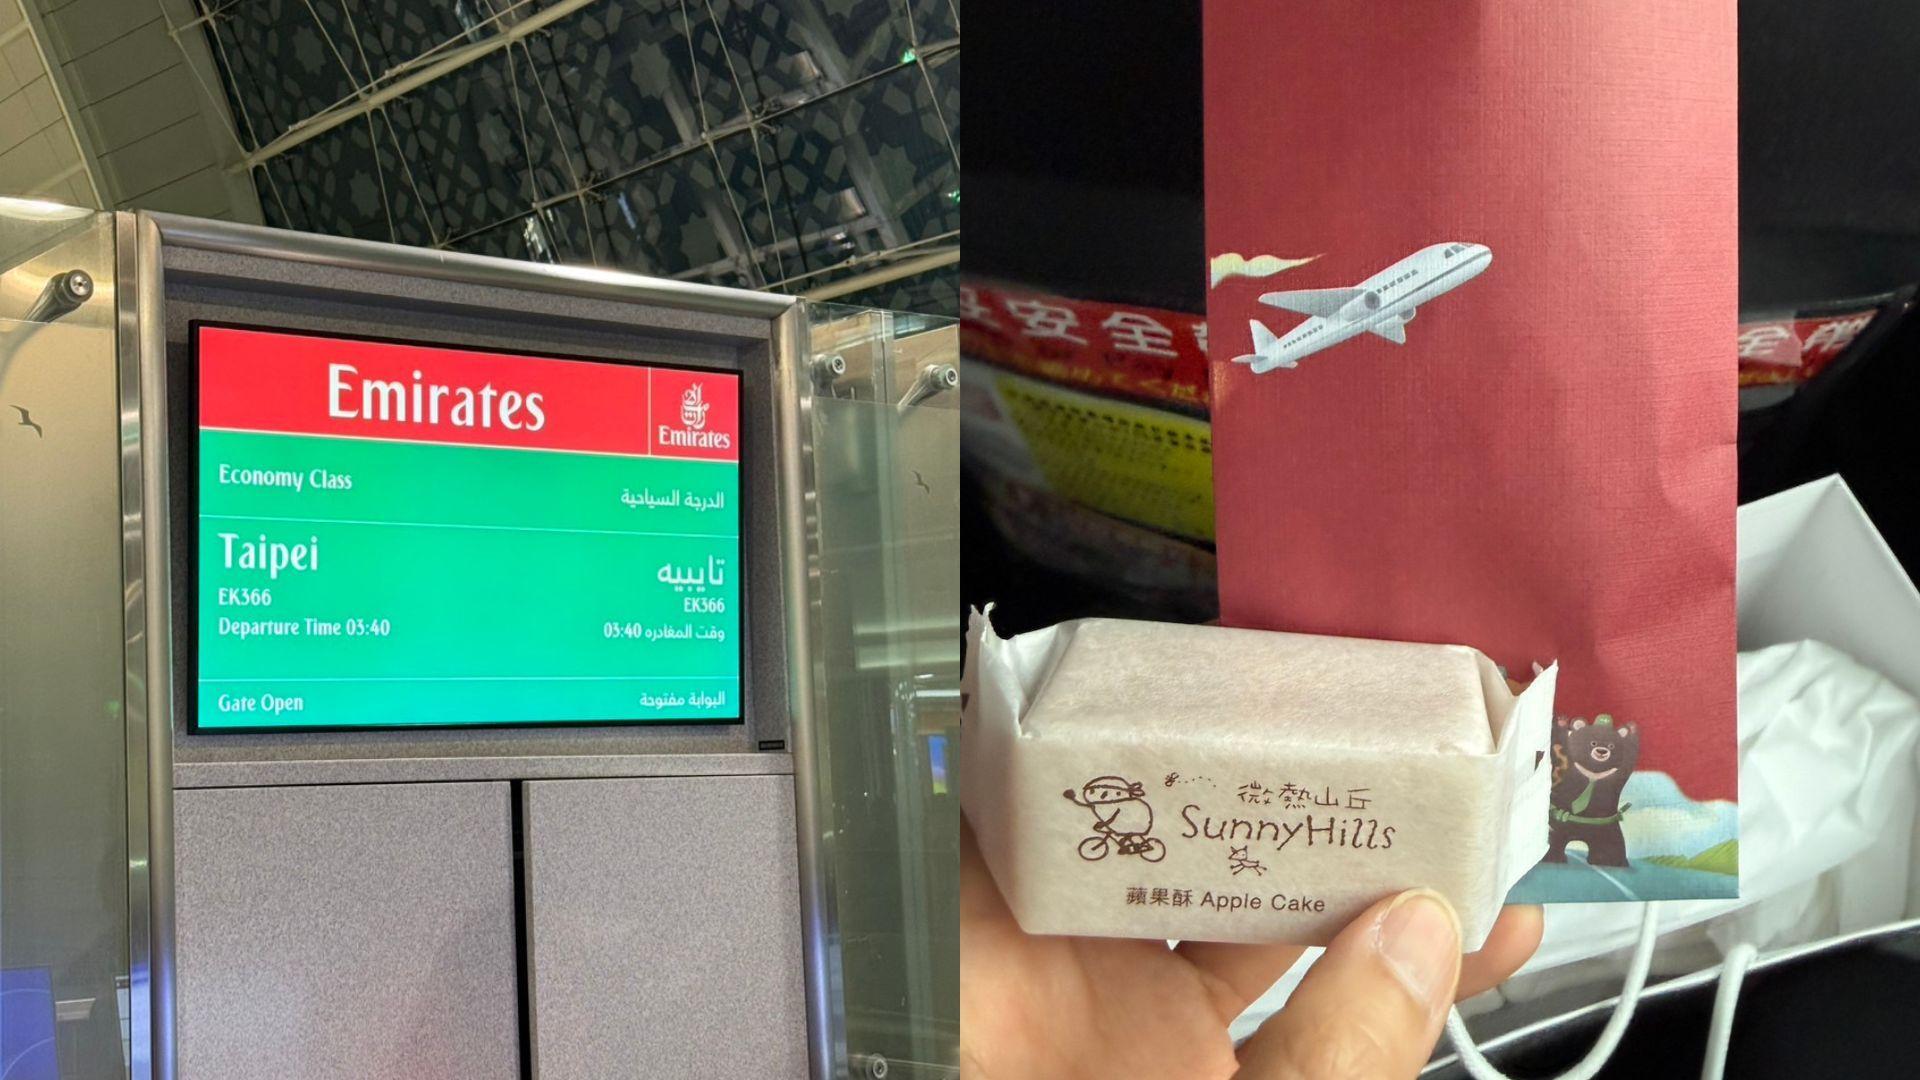 Emirates
Emirates
Economy Class
الدرجة السياحية
Taipei
تايبيه
EK366
EK366
Departure Time 03:40
وقت المغادره 03:40
Gate Open
البوابة مفتوحة
安全
全
微熱山丘
SunnyHills
蘋果酥 Apple Cake